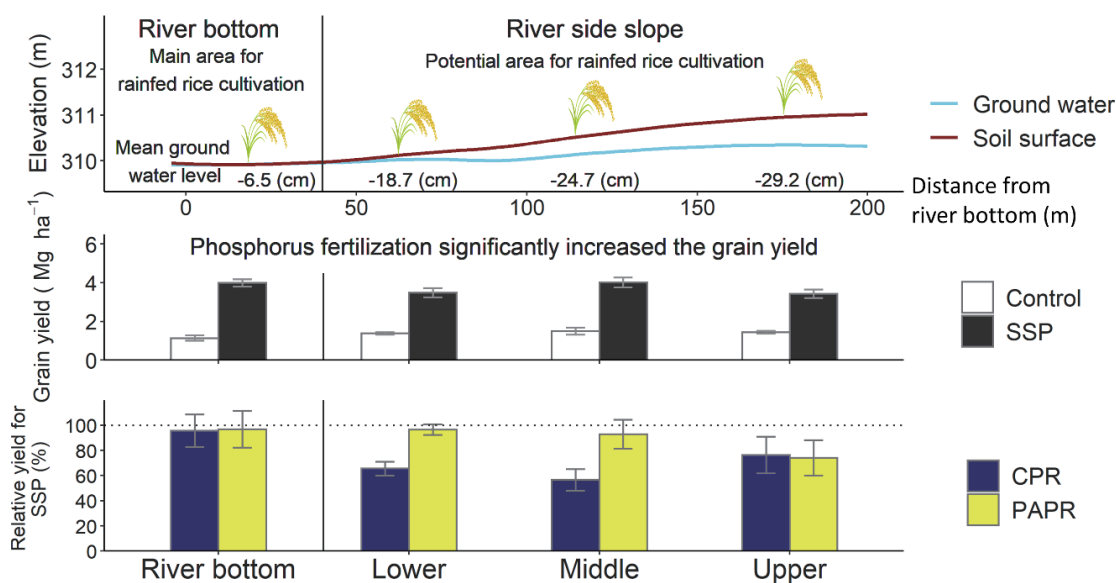 River bottom
Main area for
rainfed rice cultivation
River side slope
Potential area for rainfed rice cultivation
Elevation (m)
312
311
310
Mean ground
water level
-6.5 (cm)
-18.7 (cm)
-24.7 (cm)
-29.2 (cm)
Ground water
Soil surface
0
50
100
150
200
Distance from
river bottom (m)
Phosphorus fertilization significantly increased the grain yield
Grain yield ( Mg ha⁻¹)
6
4
2
0
Control
SSP
Relative yield for
SSP (%)
100
80
60
40
20
0
CPR
PAPR
River bottom
Lower
Middle
Upper